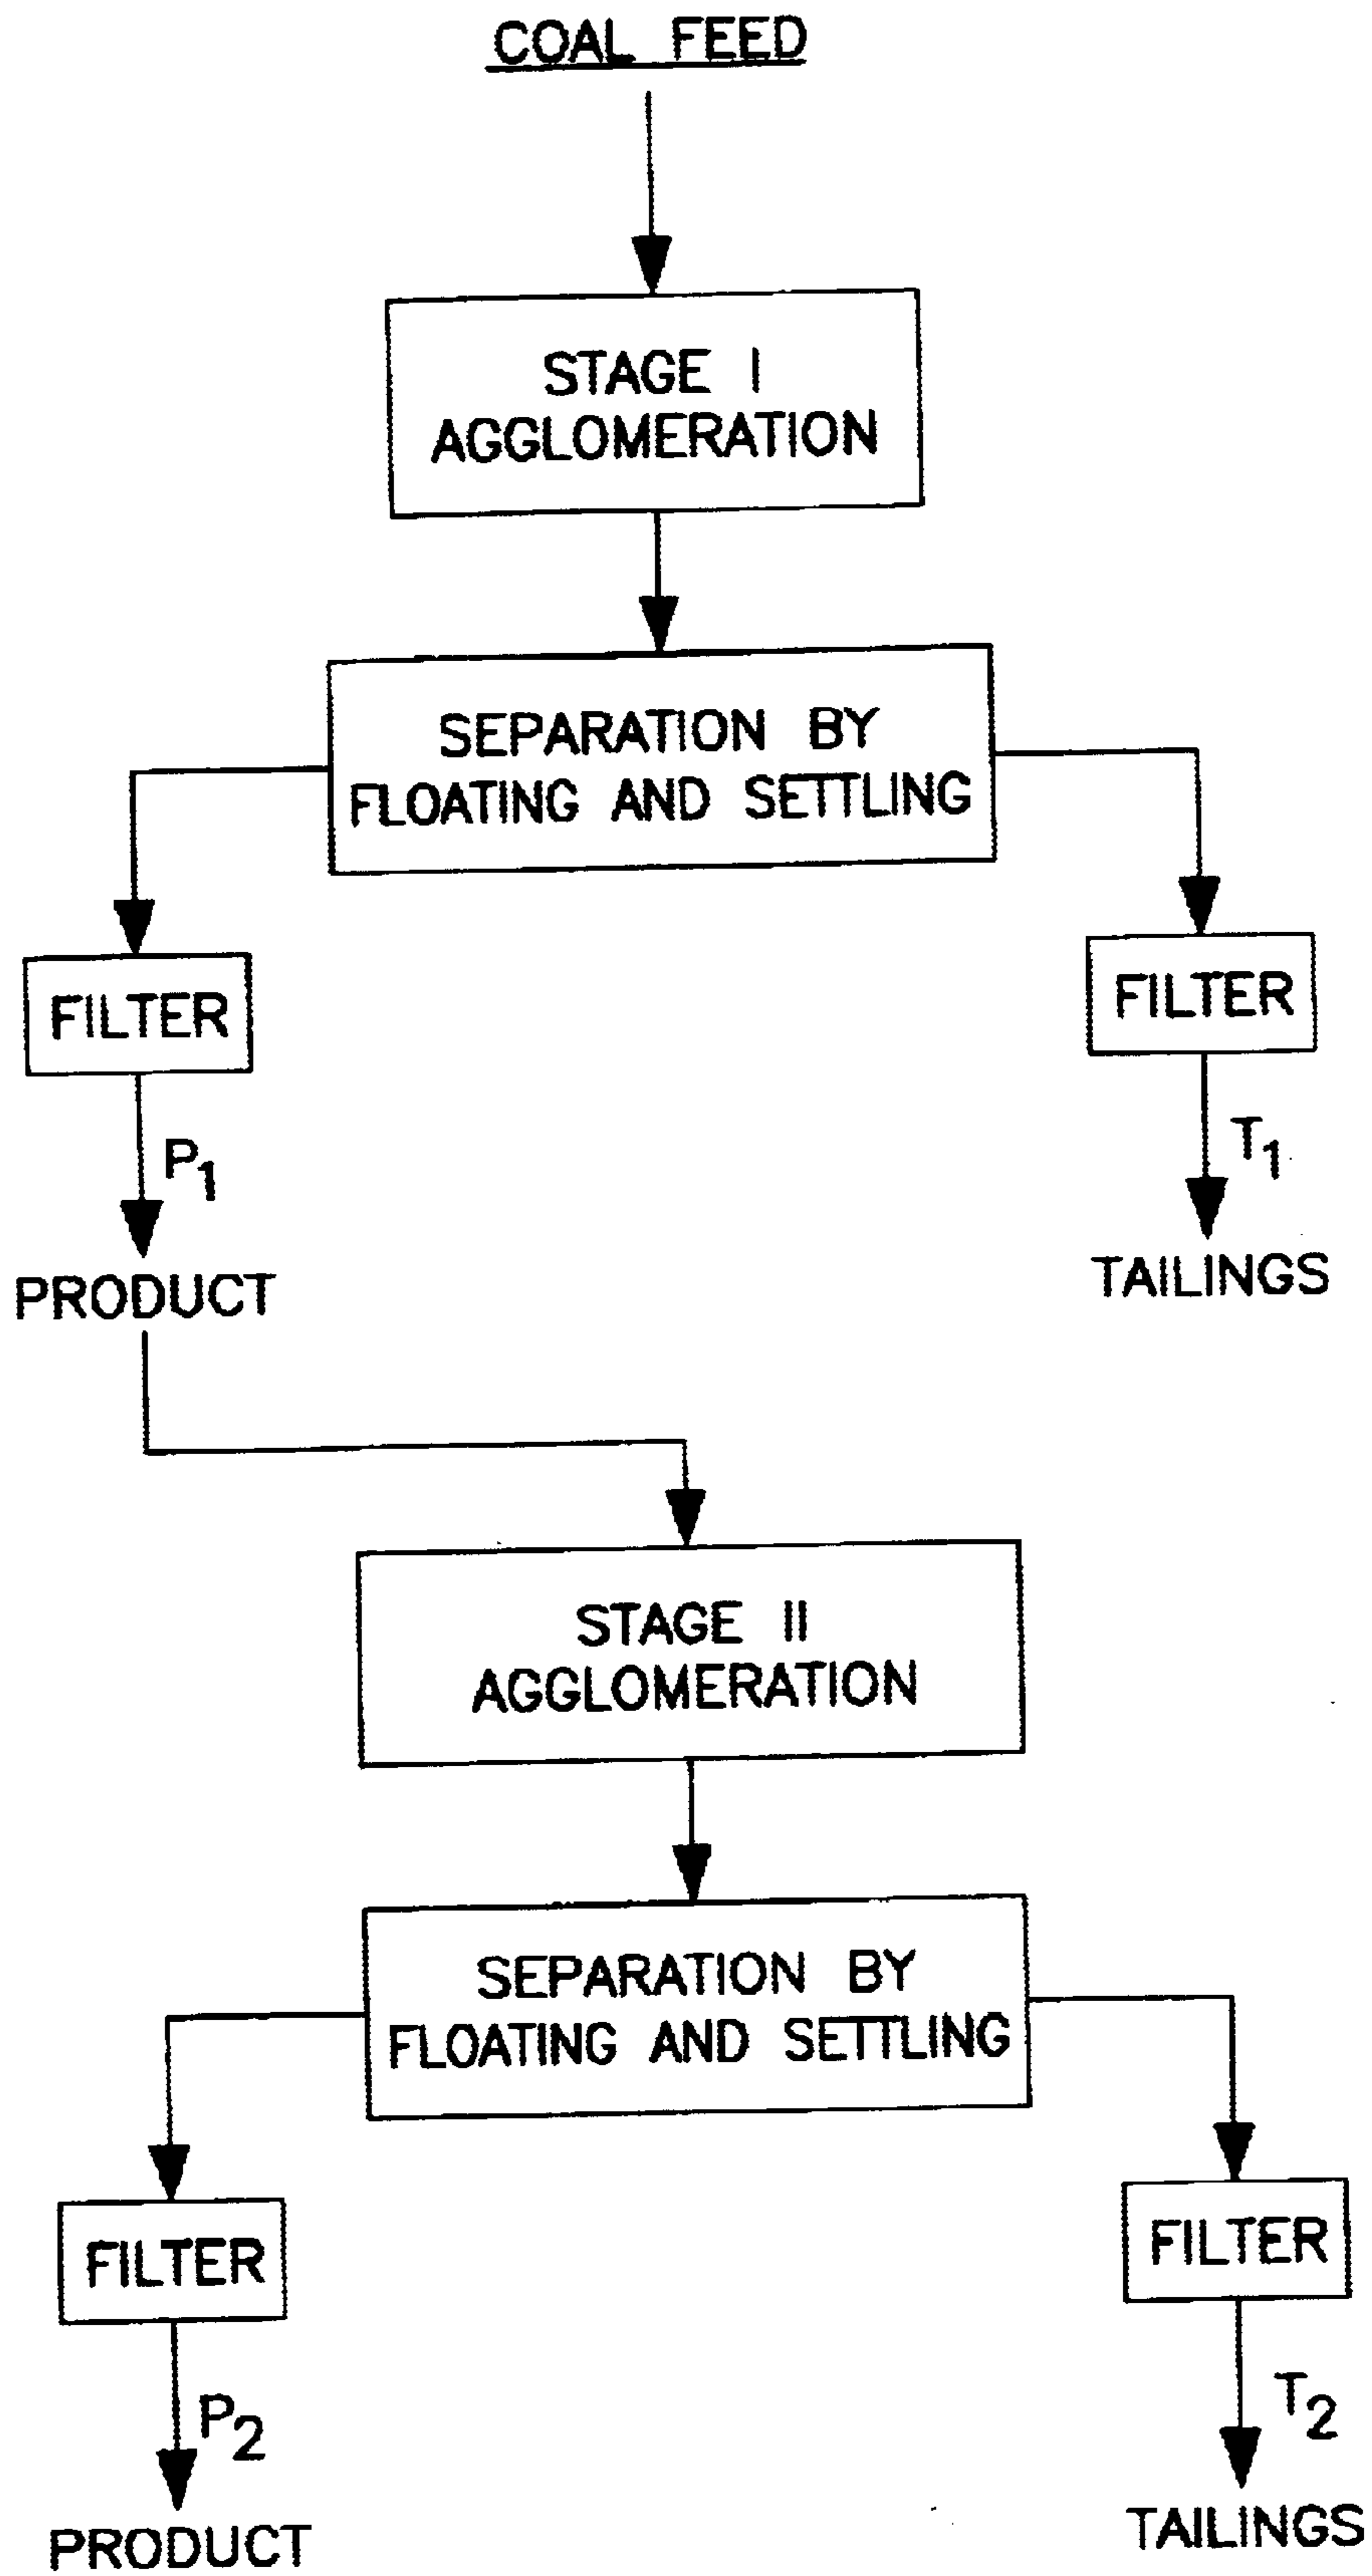 COAL FEED
STAGE I
AGGLOMERATION
SEPARATION BY
FLOATING AND SETTLING
FILTER
FILTER
P₁
T₁
PRODUCT
TAILINGS
STAGE II
AGGLOMERATION
SEPARATION BY
FLOATING AND SETTLING
FILTER
FILTER
P₂
T₂
PRODUCT
TAILINGS